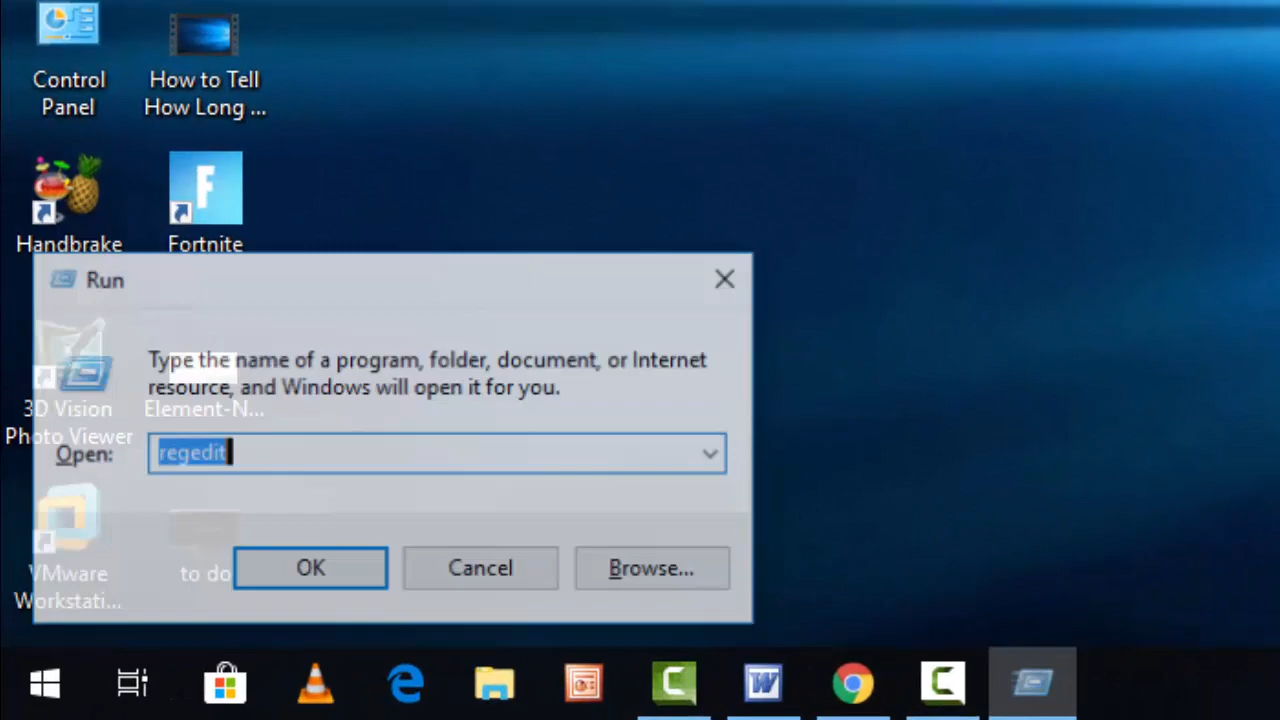 Control
Panel
How to Tell
How Long ...
Handbrake
Fortnite
Run
Type the name of a program, folder, document, or Internet
resource, and Windows will open it for you.
3D Vision
Photo Viewer
Element-N...
Open:
regedit
VMware
Workstati...
to do
OK
Cancel
Browse...